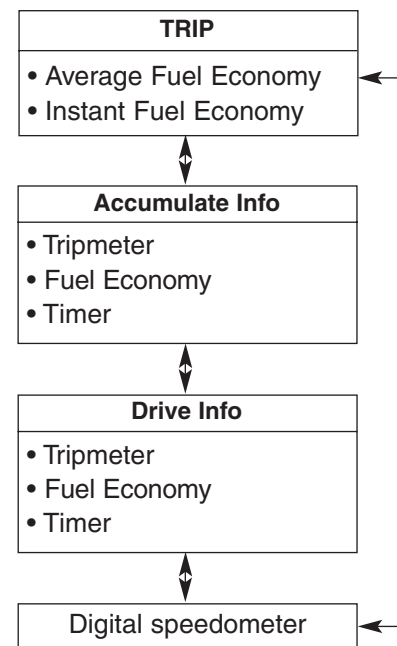 TRIP
• Average Fuel Economy
• Instant Fuel Economy
Accumulate Info
• Tripmeter
• Fuel Economy
• Timer
Drive Info
• Tripmeter
• Fuel Economy
• Timer
Digital speedometer